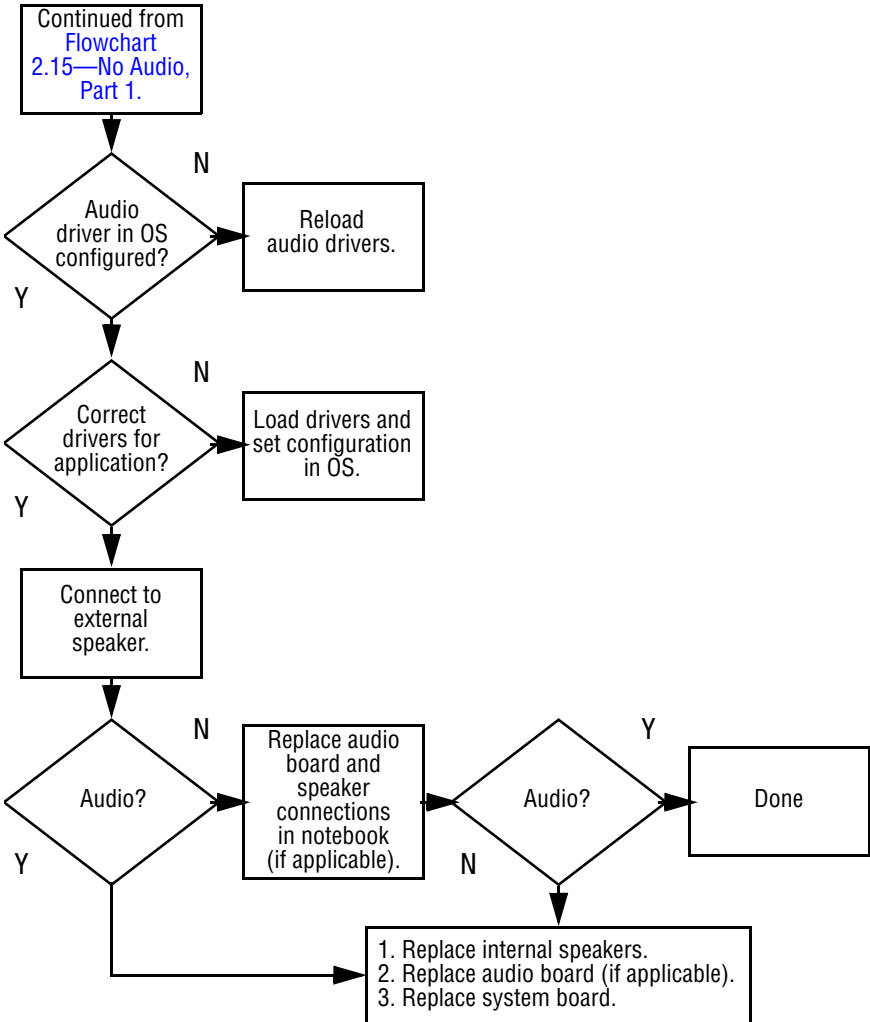 Continued from
Flowchart
2.15—No Audio,
Part 1.
N
Audio
driver in OS
configured?
Reload
audio drivers.
Y
N
Correct
drivers for
application?
Load drivers and
set configuration
in OS.
Y
Connect to
external
speaker.
N
Audio?
Replace audio
board and
speaker
connections
in notebook
(if applicable).
Y
Audio?
Done
Y
N
1. Replace internal speakers.
2. Replace audio board (if applicable).
3. Replace system board.